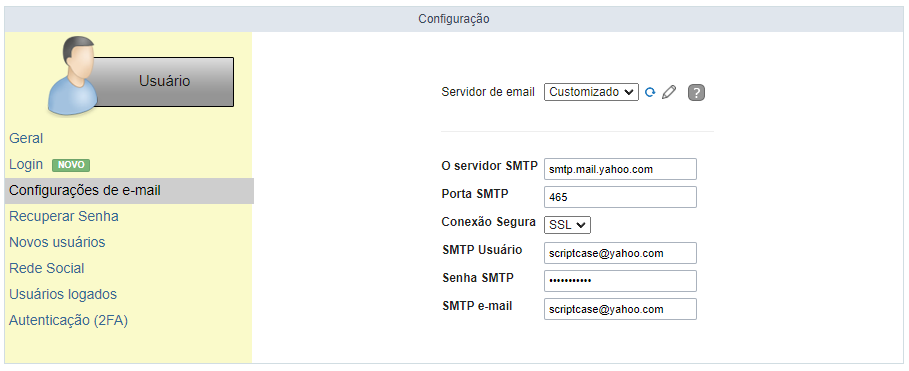 Configuração
Usuário
Geral
Login NOVO
Configurações de e-mail
Recuperar Senha
Novos usuários
Rede Social
Usuários logados
Autenticação (2FA)
Servidor de email Customizado ?
O servidor SMTP smtp.mail.yahoo.com
Porta SMTP 465
Conexão Segura SSL
SMTP Usuário scriptcase@yahoo.com
Senha SMTP •••••••••••
SMTP e-mail scriptcase@yahoo.com